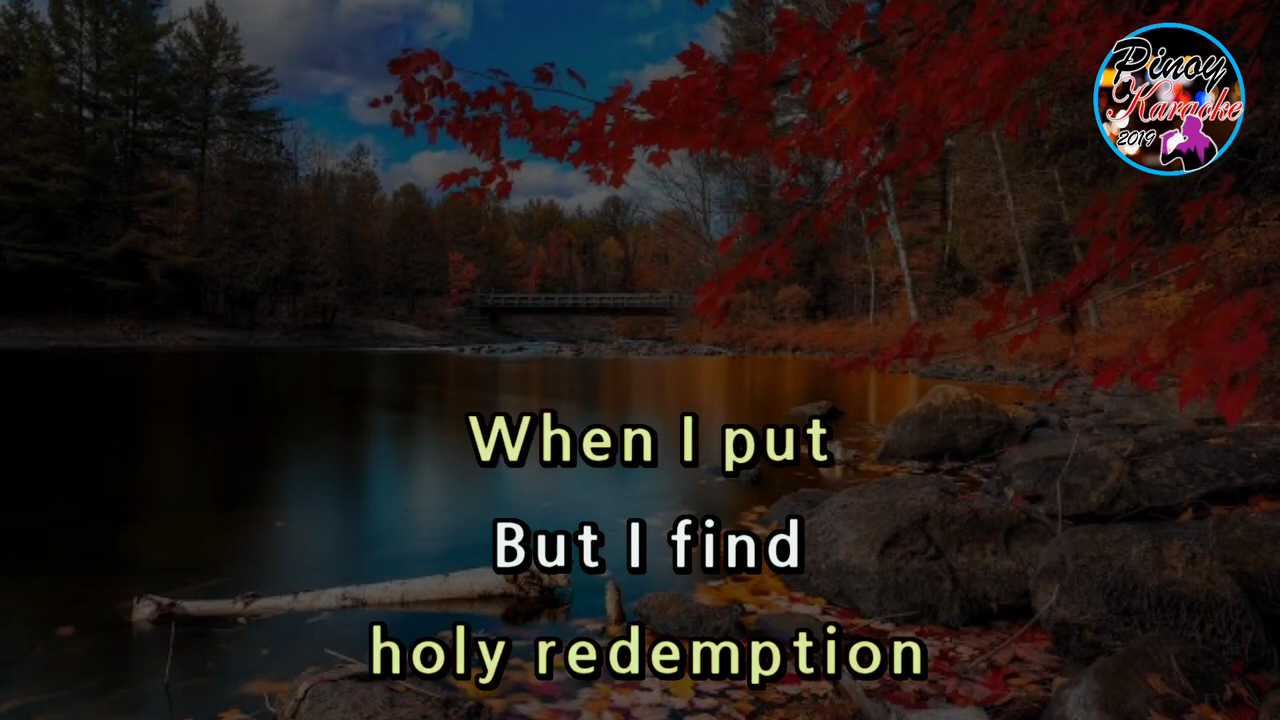 Pinoy
Karaoke
2019
When I put
But I find
holy redemption